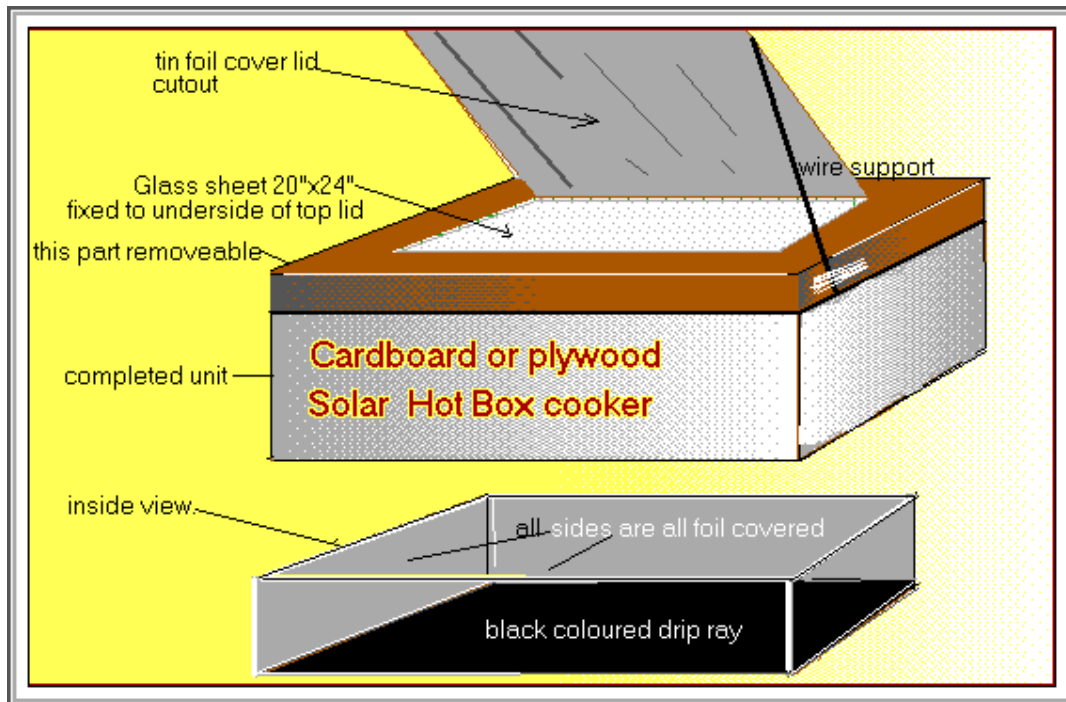 tin foil cover lid
cutout
wire support
Glass sheet 20"x24"
fixed to underside of top lid
this part removeable
Cardboard or plywood
completed unit
Solar Hot Box cooker
inside view.
all sides are all foil covered
black coloured drip ray